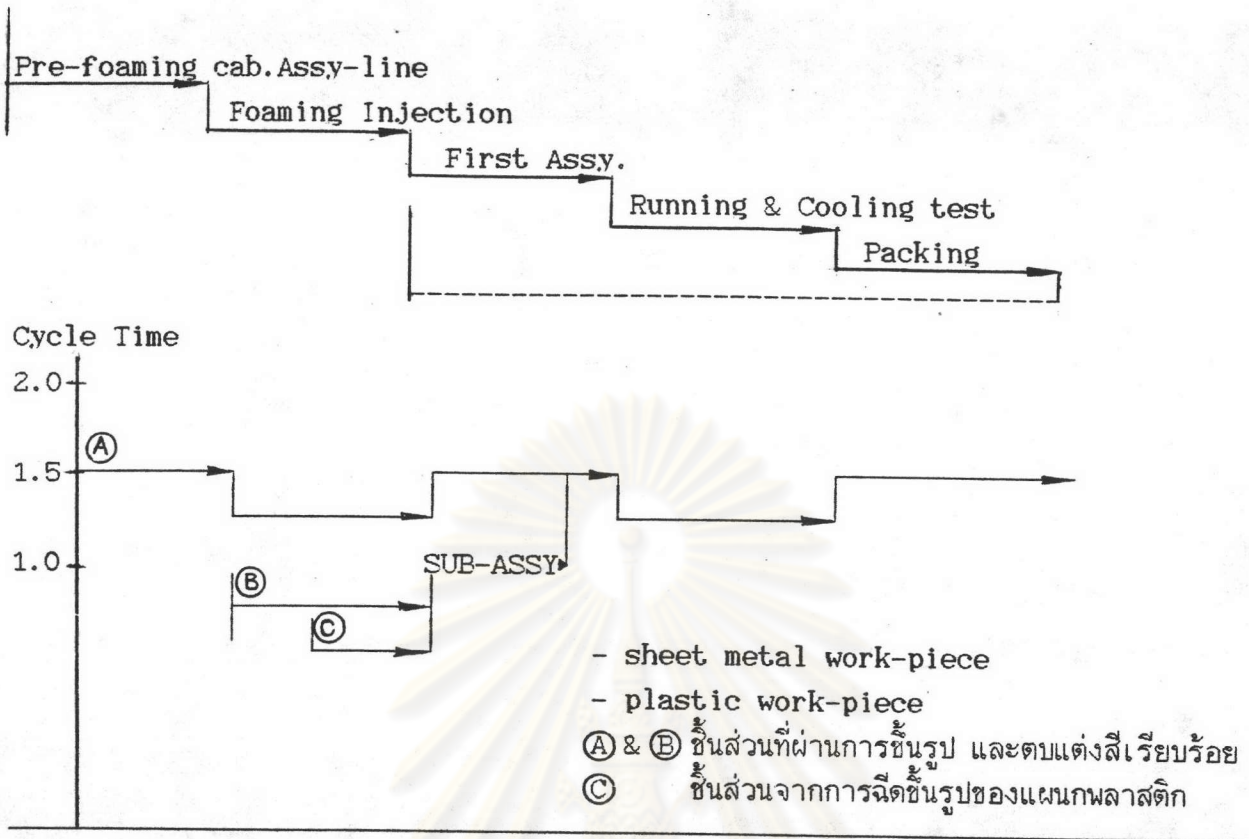 Pre-foaming cab.Assy-line
Foaming Injection
First Assy.
Running & Cooling test
Packing
Cycle Time
2.0
A
1.5
1.0
SUB-ASSY
B
C
- sheet metal work-piece
- plastic work-piece
A & B ชิ้นส่วนที่ผ่านการขึ้นรูป และตบแต่งสีเรียบร้อย
C ชิ้นส่วนจากการฉีดขึ้นรูปของแผนกพลาสติก